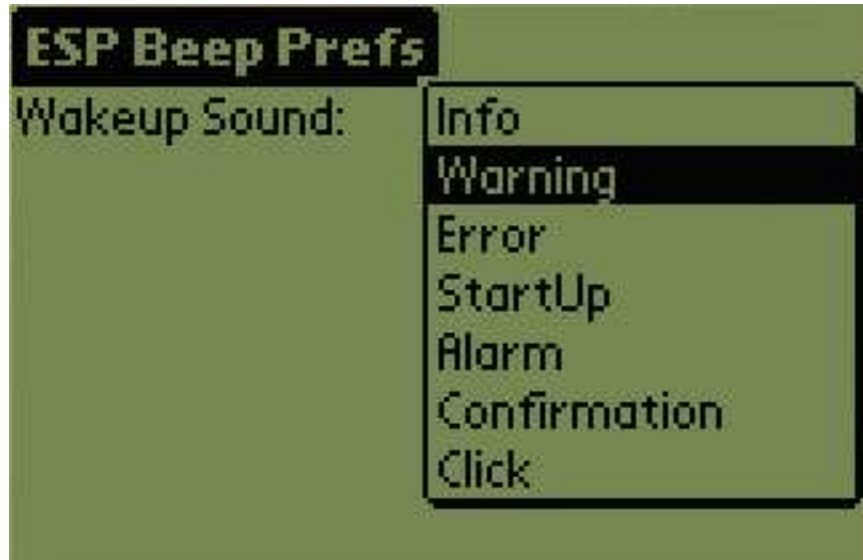 ESP Beep Prefs
Wakeup Sound:
Info
Warning
Error
StartUp
Alarm
Confirmation
Click